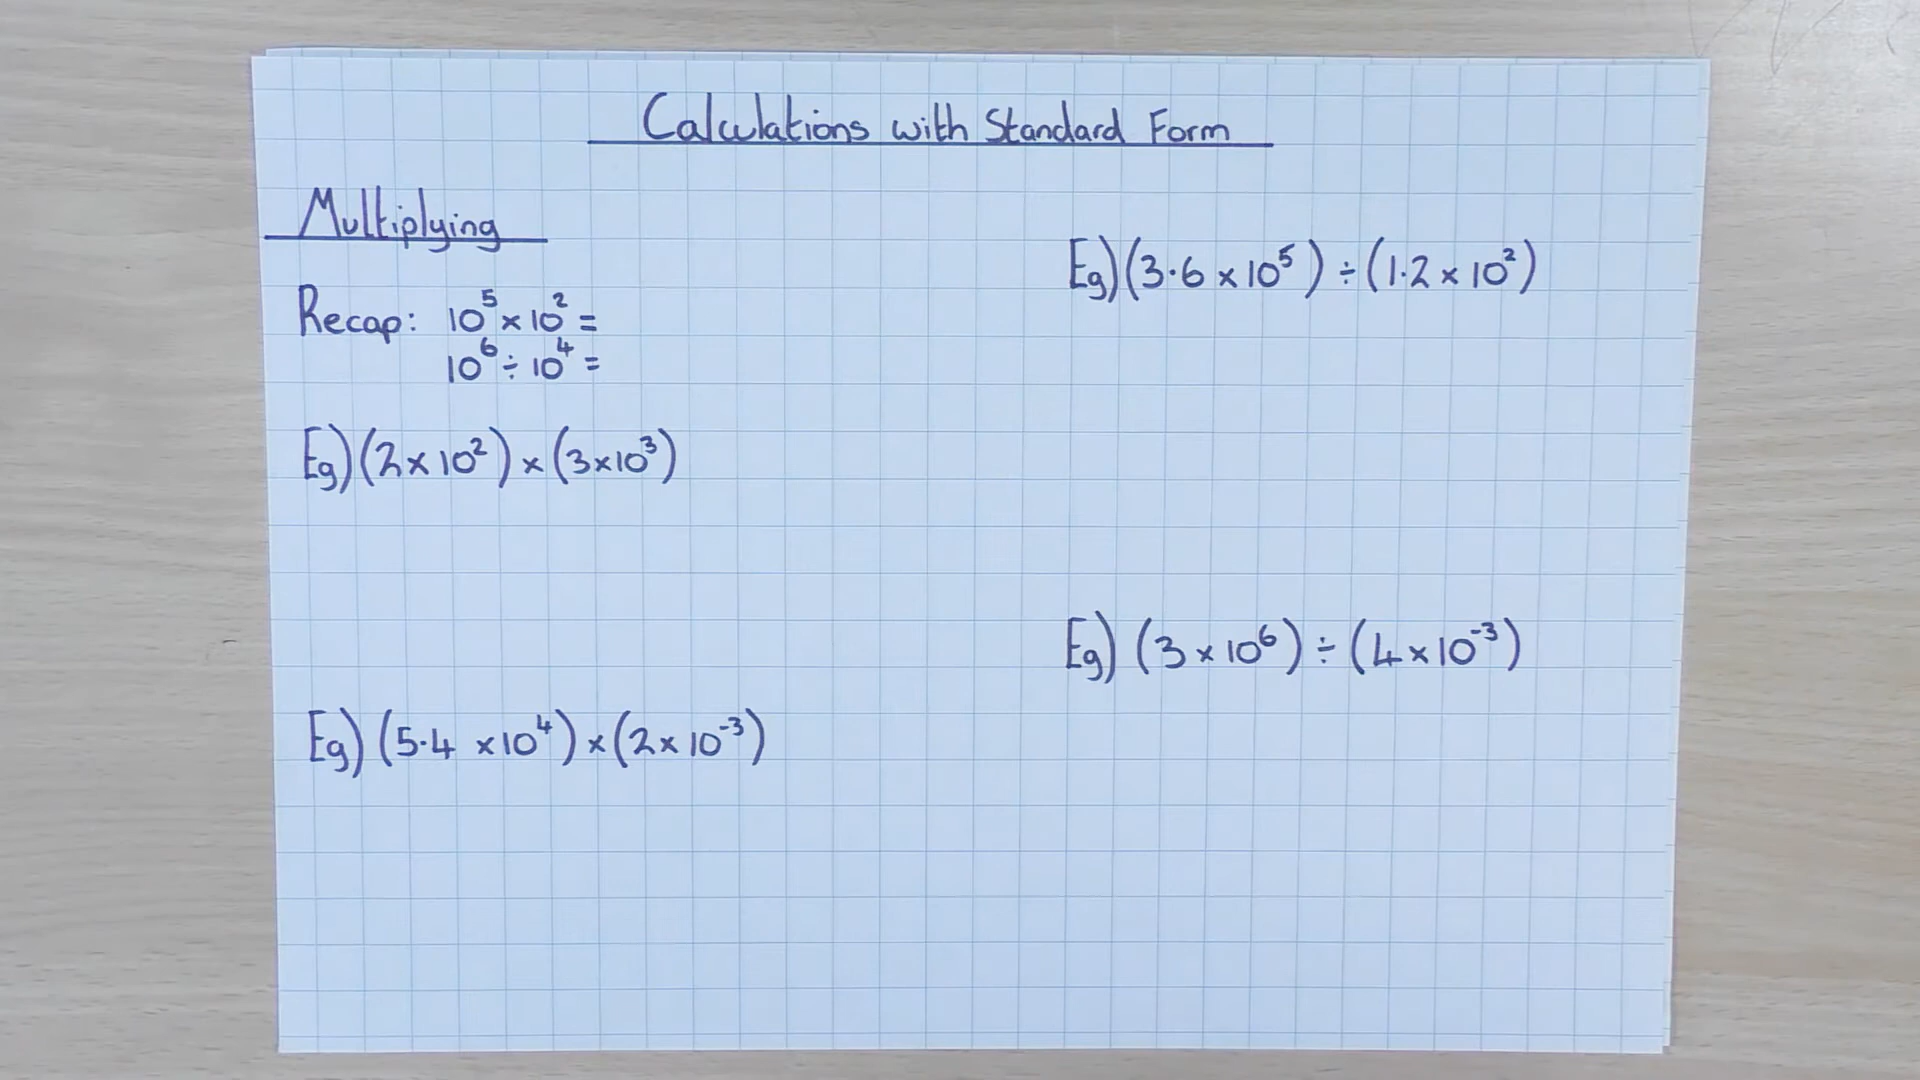 Calculations with Standard Form
Multiplying
Recap: 10⁵ × 10² =
10⁶ ÷ 10⁴ =
Eg) (2 × 10²) × (3 × 10³)
Eg) (5·4 × 10⁴) × (2 × 10⁻³)
Eg) (3·6 × 10⁵) ÷ (1·2 × 10²)
Eg) (3 × 10⁶) ÷ (4 × 10⁻³)